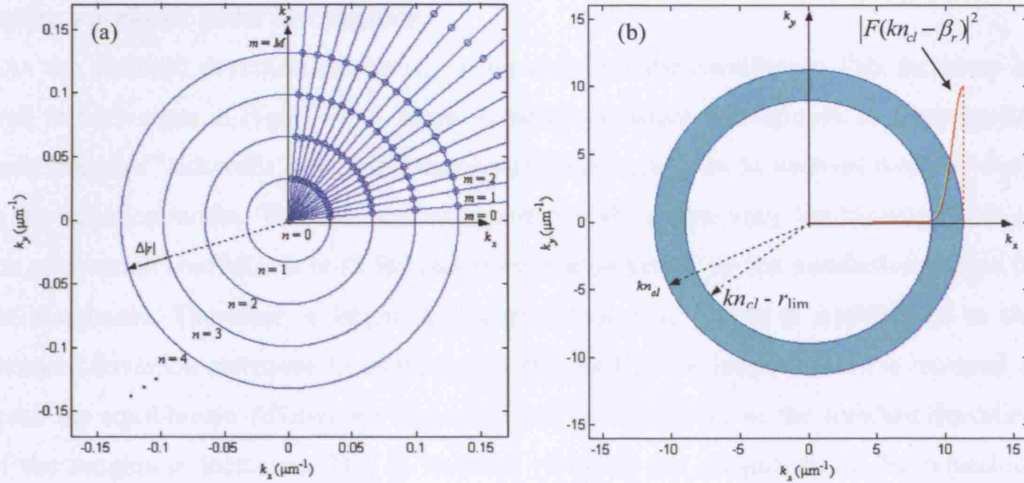 (a)
k_y
0.15
m = M
0.1
0.05
m = 2
m = 1
0
n = 0
m = 0
k_x
k_y (μm⁻¹)
Δ|r|
n = 1
-0.05
n = 2
n = 3
-0.1
n = 4
-0.15
-0.15 -0.1 -0.05 0 0.05 0.1 0.15
k_x (μm⁻¹)
(b)
k_y
|F(kn_cl − β_r)|²
15
10
5
0
k_x
k_y (μm⁻¹)
kn_cl
kn_cl - r_lim
-5
-10
-15
-15 -10 -5 0 5 10 15
k_x (μm⁻¹)